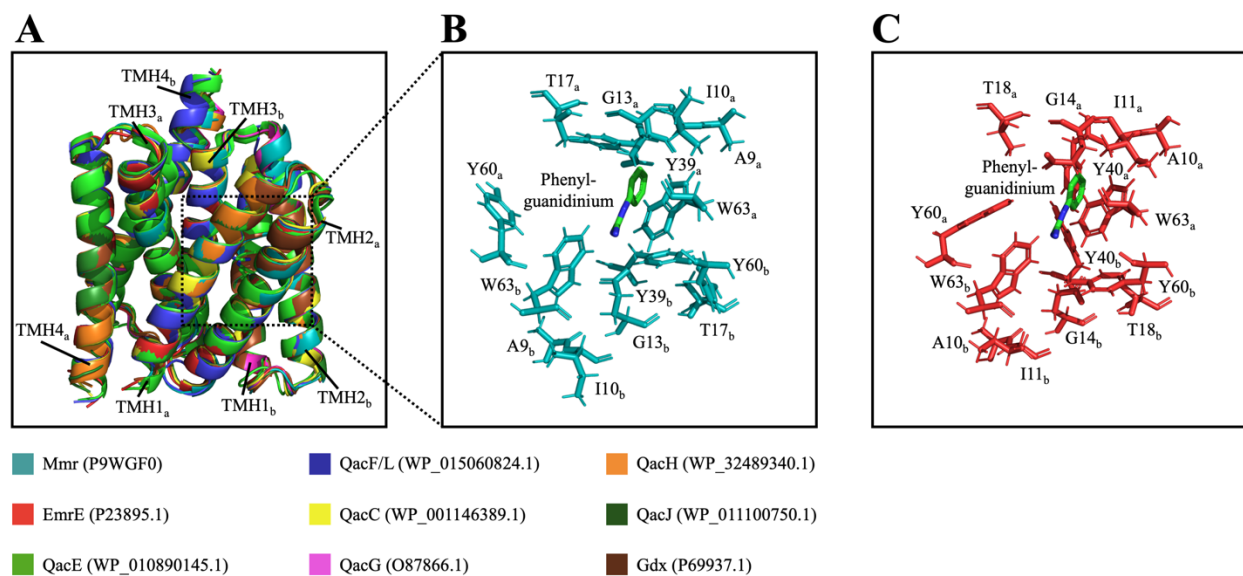 A
TMH4b
TMH3a
TMH3b
TMH2a
TMH4a
TMH1a
TMH1b
TMH2b
B
T17a
G13a
I10a
A9a
Y60a
Phenyl-
guanidinium
Y39a
W63a
W63b
Y39b
Y60b
T17b
A9b
G13b
I10b
C
T18a
G14a
I11a
A10a
Phenyl-
guanidinium
Y40a
Y60a
W63a
W63b
Y40b
Y60b
T18b
A10b
G14b
I11b
Mmr (P9WGF0)
QacF/L (WP_015060824.1)
QacH (WP_32489340.1)
EmrE (P23895.1)
QacC (WP_001146389.1)
QacJ (WP_011100750.1)
QacE (WP_010890145.1)
QacG (O87866.1)
Gdx (P69937.1)